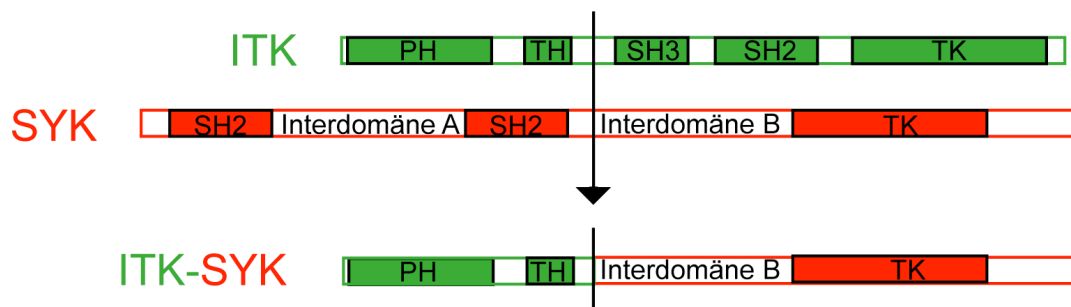 ITK PH TH SH3 SH2 TK
SYK SH2 Interdomäne A SH2 Interdomäne B TK
ITK-SYK PH TH Interdomäne B TK